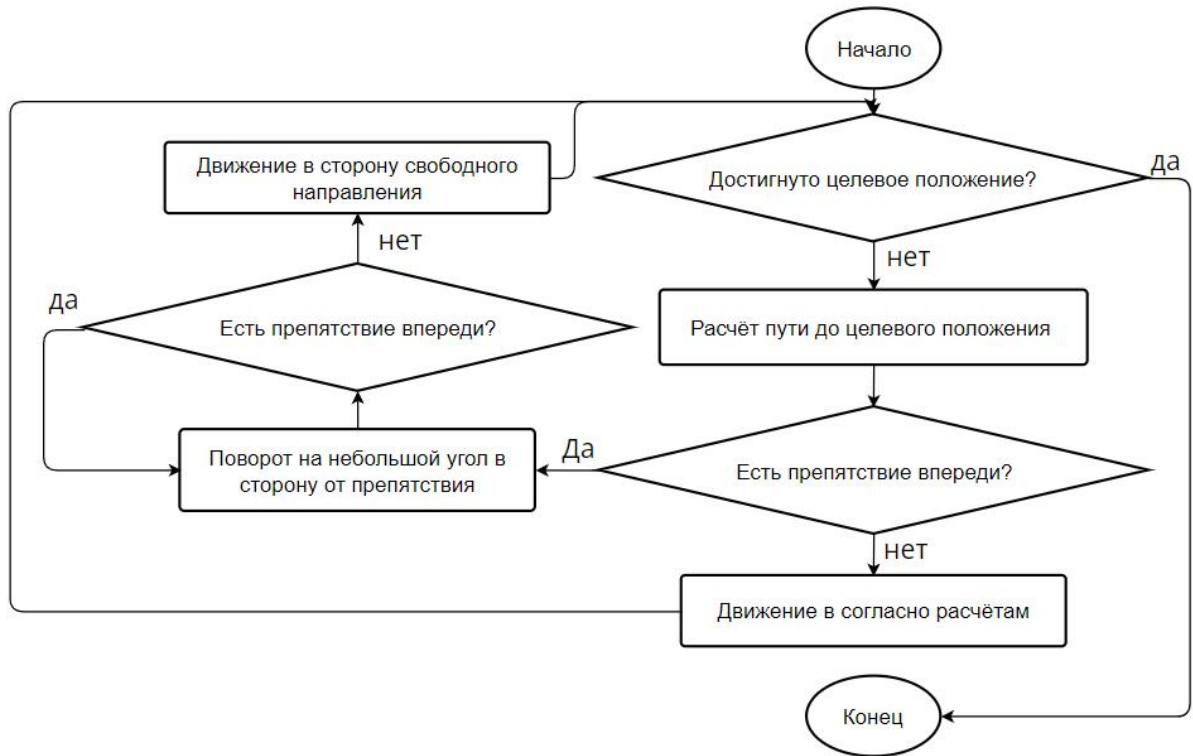 Начало
Достигнуто целевое положение?
да
нет
Расчёт пути до целевого положения
Есть препятствие впереди?
Да
нет
Движение в согласно расчётам
Поворот на небольшой угол в
сторону от препятствия
Есть препятствие впереди?
да
нет
Движение в сторону свободного
направления
Конец